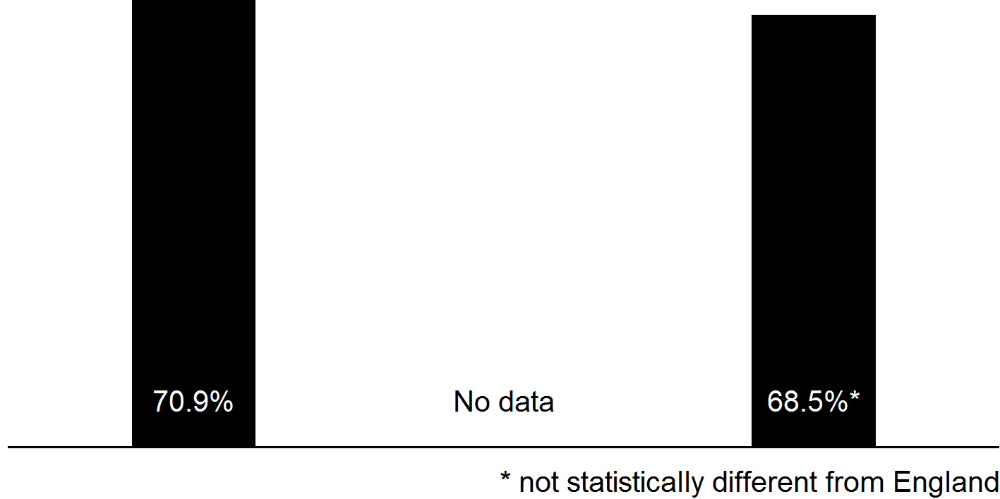 70.9% No data 68.5%*
* not statistically different from England